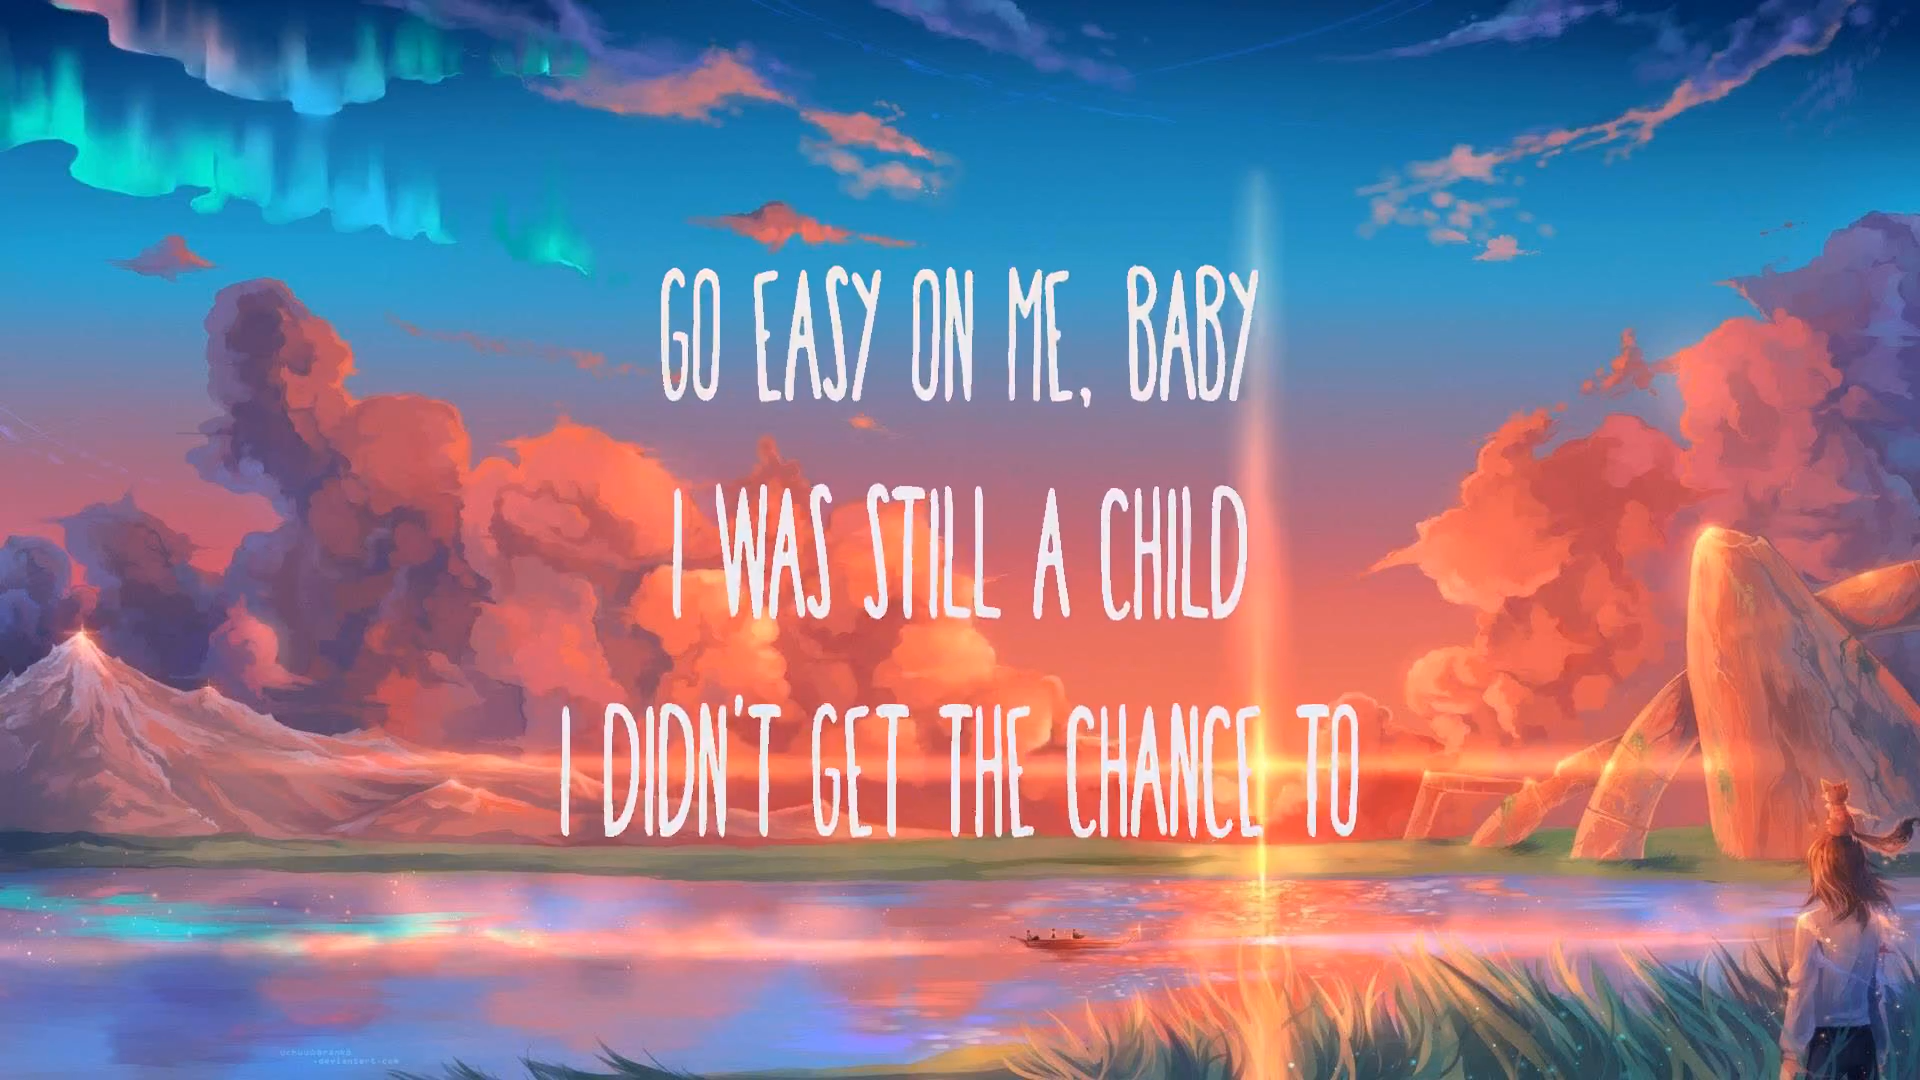 GO EASY ON ME, BABY
I WAS STILL A CHILD
I DIDN'T GET THE CHANCE TO